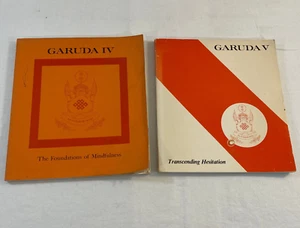 GARUDA IV
The Foundations of Mindfulness
GARUDA V
Transcending Hesitation